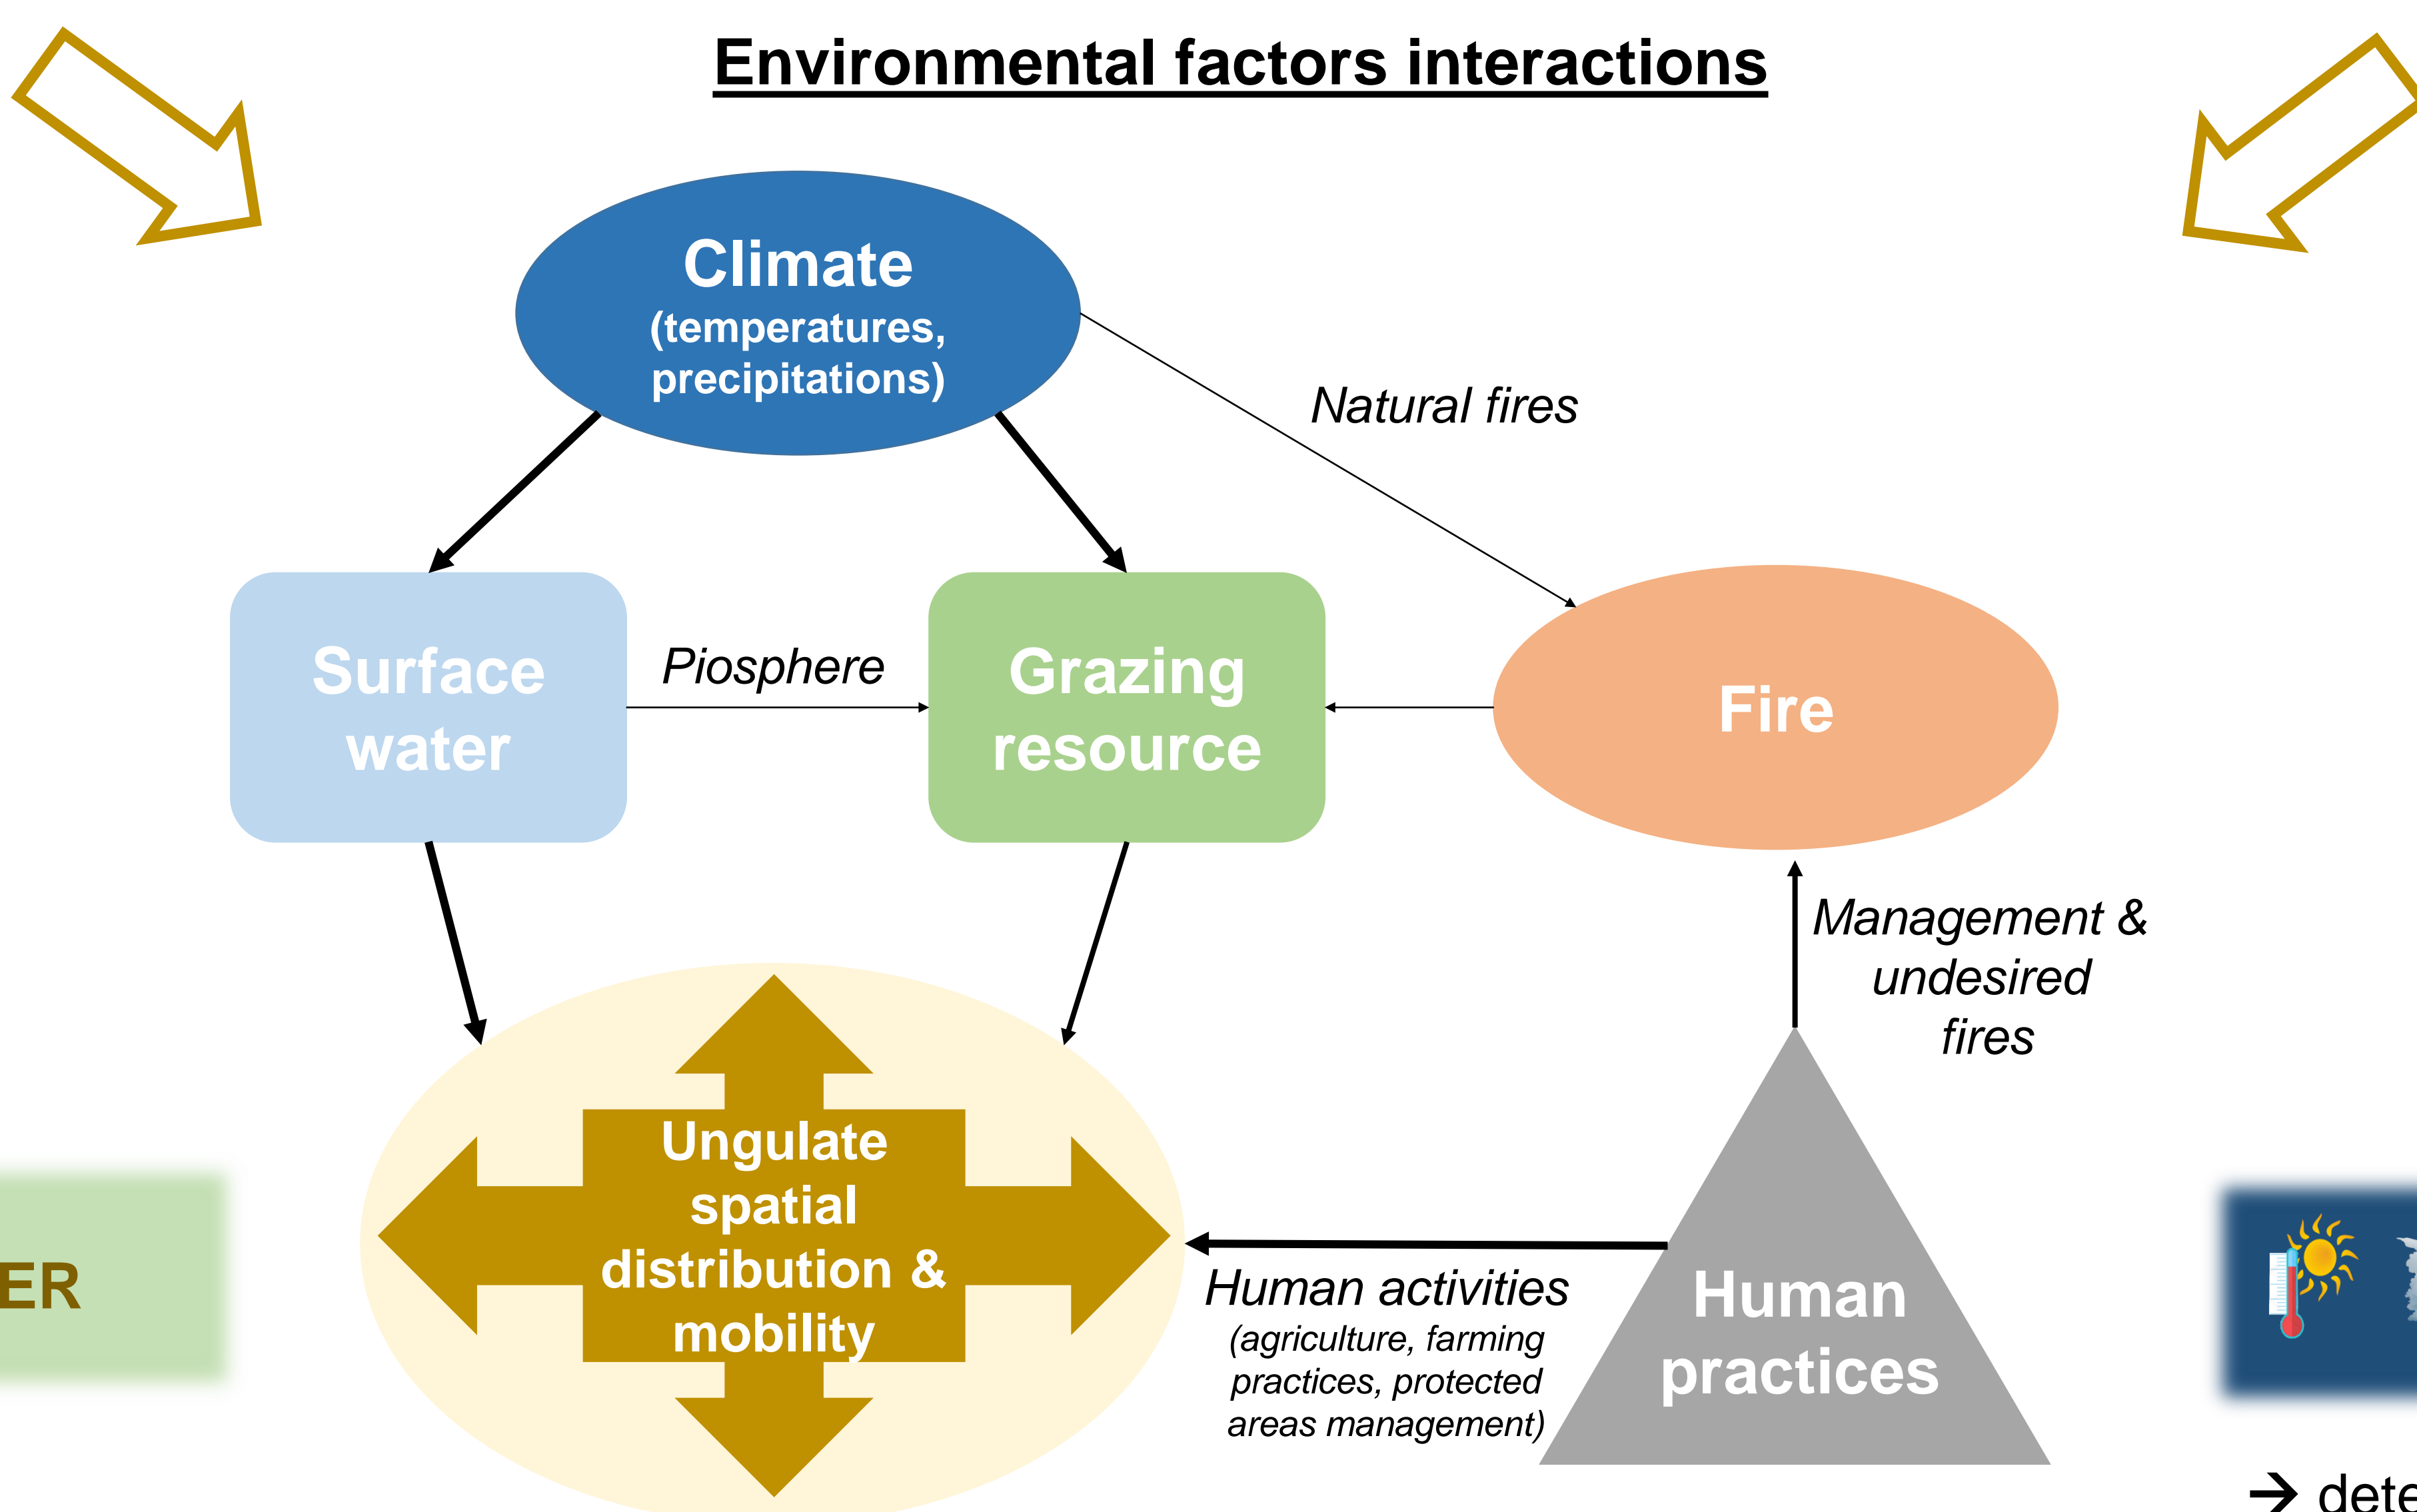 Environmental factors interactions
Climate
(temperatures,
precipitations)
Natural fires
Surface
water
Piosphere
Grazing
resource
Fire
Management &
undesired
fires
Ungulate
spatial
distribution &
mobility
Human activities
(agriculture, farming
practices, protected
areas management)
Human
practices
ER
→